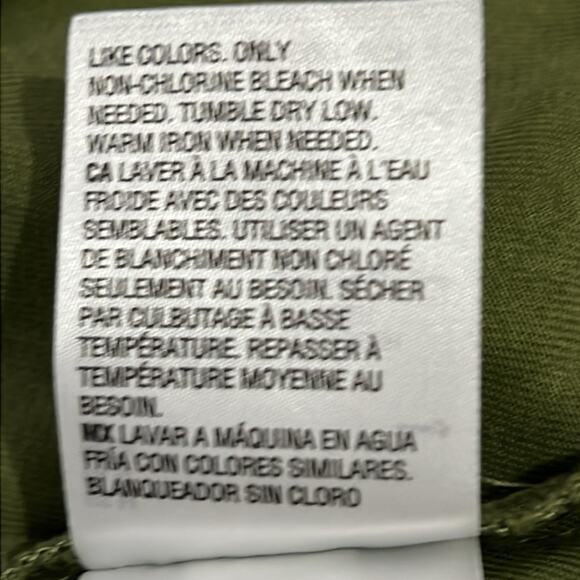 LIKE COLORS. ONLY
NON-CHLORINE BLEACH WHEN
NEEDED. TUMBLE DRY LOW.
WARM IRON WHEN NEEDED.
CA LAVER À LA MACHINE À L'EAU
FROIDE AVEC DES COULEURS
SEMBLABLES. UTILISER UN AGENT
DE BLANCHIMENT NON CHLORÉ
SEULEMENT AU BESOIN. SÉCHER
PAR CULBUTAGE À BASSE
TEMPÉRATURE. REPASSER À
TEMPÉRATURE MOYENNE AU
BESOIN.
MX LAVAR A MÁQUINA EN AGUA
FRÍA CON COLORES SIMILARES.
BLANQUEADOR SIN CLORO